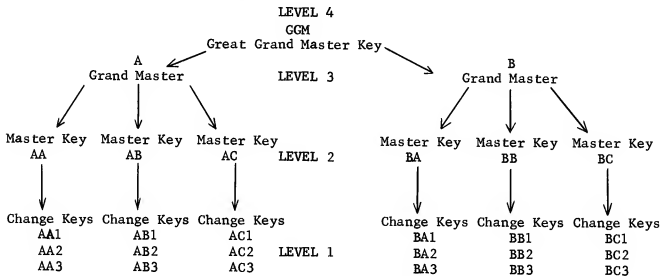 LEVEL 4
GGM
Great Grand Master Key
A
Grand Master
LEVEL 3
B
Grand Master
Master Key Master Key Master Key
AA AB AC
LEVEL 2
Master Key Master Key Master Key
BA BB BC
Change Keys Change Keys Change Keys
AA1 AB1 AC1
AA2 AB2 AC2
AA3 AB3 AC3
LEVEL 1
Change Keys Change Keys Change Keys
BA1 BB1 BC1
BA2 BB2 BC2
BA3 BB3 BC3